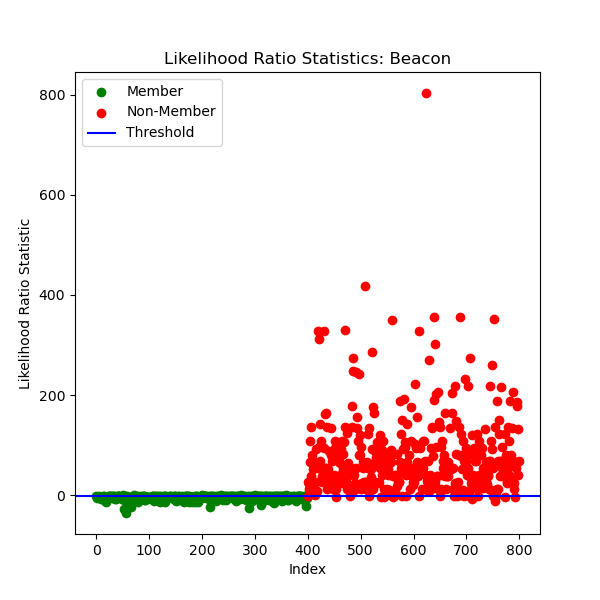 Likelihood Ratio Statistics: Beacon
Member
Non-Member
Threshold
800
600
400
200
0
Likelihood Ratio Statistic
0 100 200 300 400 500 600 700 800
Index